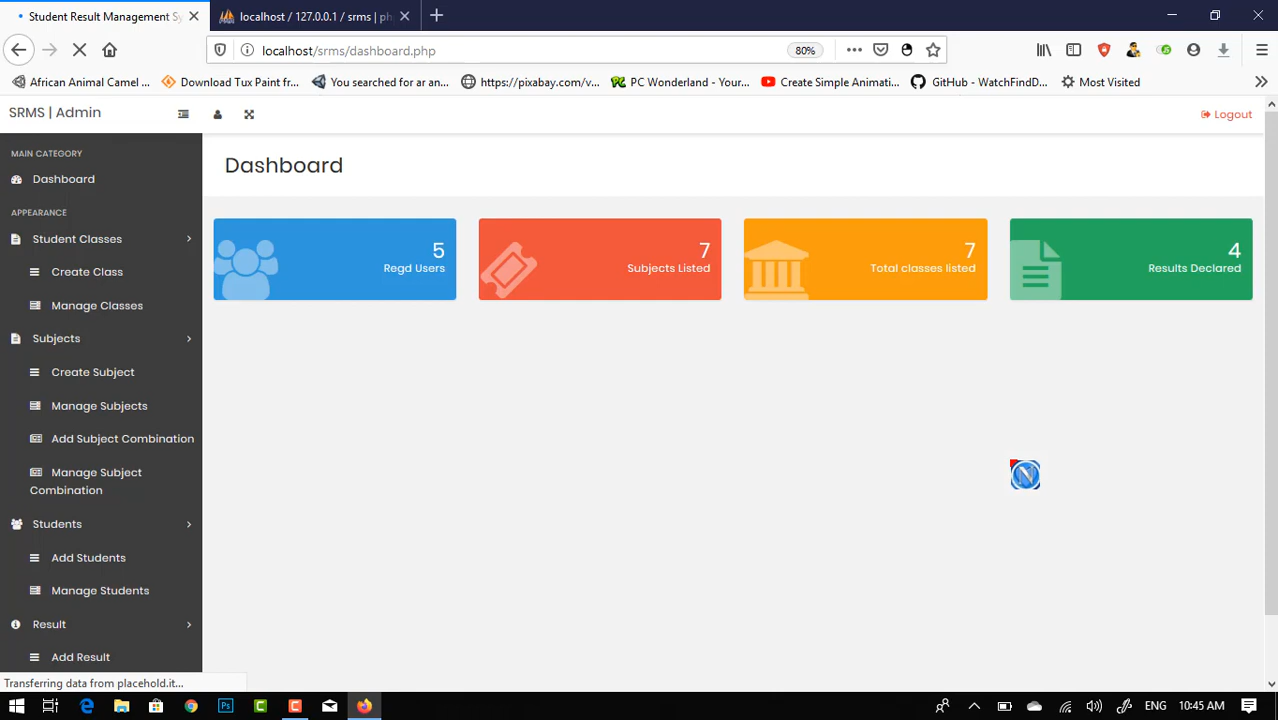 Student Result Management Sy
localhost / 127.0.0.1 / srms | ph
localhost/srms/dashboard.php
80%
African Animal Camel ...
Download Tux Paint fr...
You searched for ar an...
https://pixabay.com/v...
PC Wonderland - Your...
Create Simple Animati...
GitHub - WatchFindD...
Most Visited
SRMS | Admin
Logout
MAIN CATEGORY
Dashboard
APPEARANCE
Student Classes
Create Class
Manage Classes
Subjects
Create Subject
Manage Subjects
Add Subject Combination
Manage Subject
Combination
Students
Add Students
Manage Students
Result
Add Result
Dashboard
5
Regd Users
7
Subjects Listed
7
Total classes listed
4
Results Declared
Transferring data from placehold.it...
ENG
10:45 AM